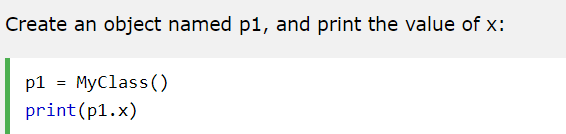 Create an object named p1, and print the value of x:
p1 = MyClass()
print(p1.x)